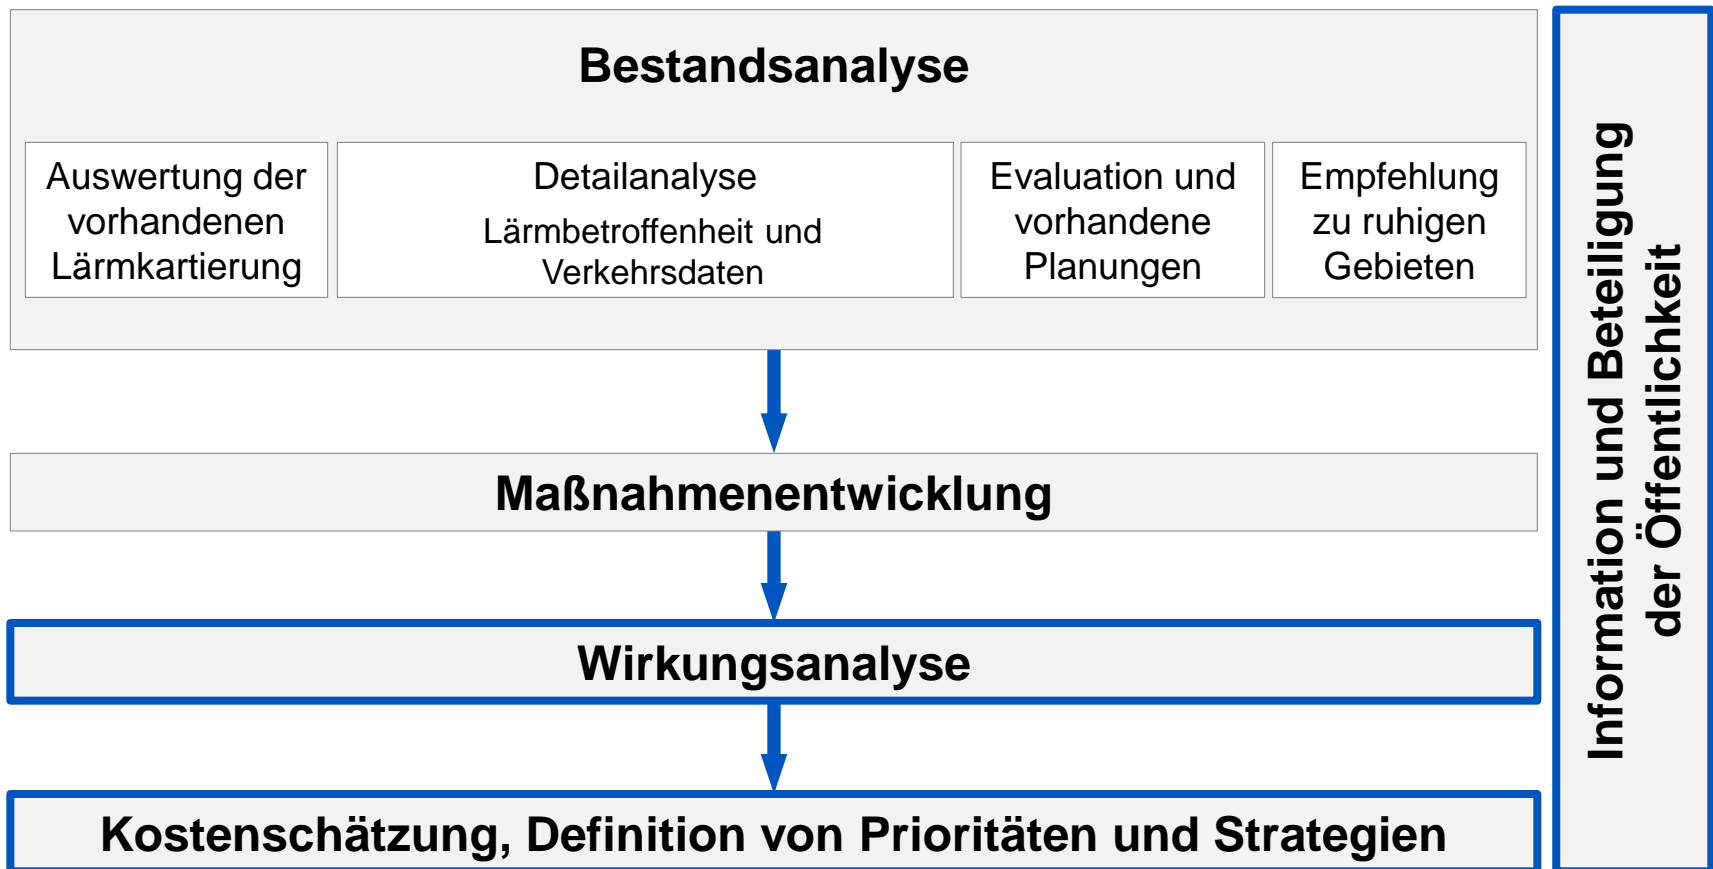 Bestandsanalyse
Auswertung der
vorhandenen
Lärmkartierung
Detailanalyse
Lärmbetroffenheit und
Verkehrsdaten
Evaluation und
vorhandene
Planungen
Empfehlung
zu ruhigen
Gebieten
Maßnahmenentwicklung
Wirkungsanalyse
Kostenschätzung, Definition von Prioritäten und Strategien
Information und Beteiligung
der Öffentlichkeit